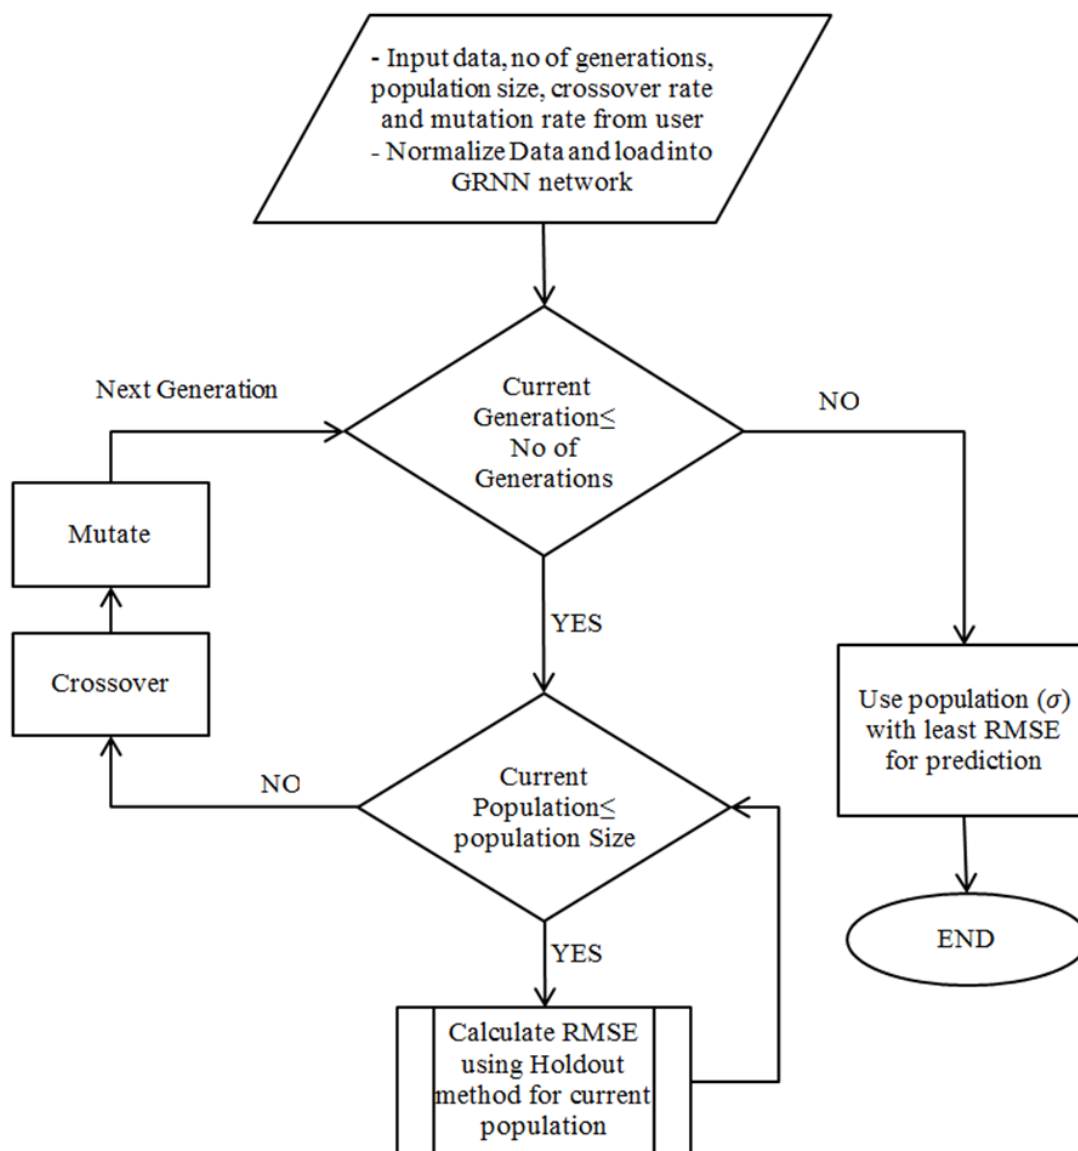 - Input data, no of generations,
population size, crossover rate
and mutation rate from user
- Normalize Data and load into
GRNN network
Current
Generation≤
No of
Generations
Next Generation
NO
Mutate
YES
Crossover
Use population (σ)
with least RMSE
for prediction
Current
Population≤
population Size
NO
END
YES
Calculate RMSE
using Holdout
method for current
population